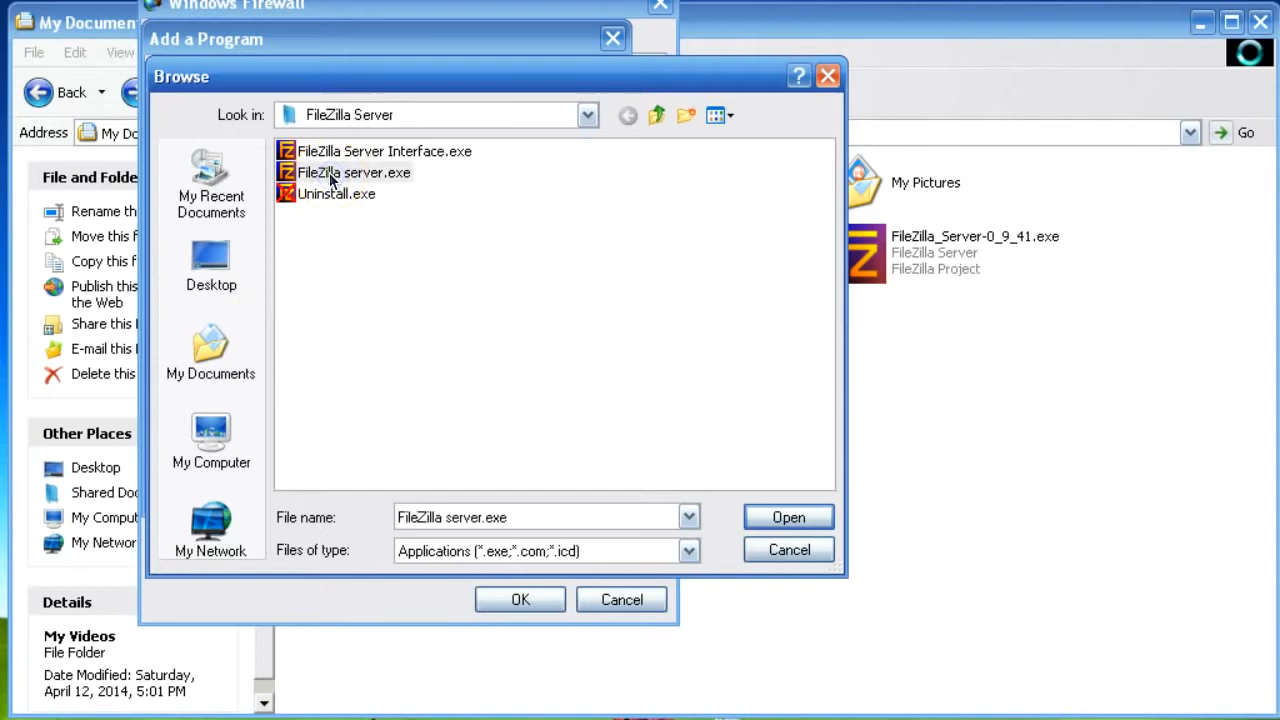 Windows Firewall
My Documen
Add a Program
Browse
File Edit View
Back
Address My Do
Go
Look in: FileZilla Server
FileZilla Server Interface.exe
FileZilla server.exe
Uninstall.exe
My Recent
Documents
Desktop
My Documents
My Computer
My Network
File name: FileZilla server.exe
Open
Files of type: Applications (*.exe;*.com;*.icd)
Cancel
OK
Cancel
File and Folde
Rename th
Move this f
Copy this f
Publish this
the Web
Share this
E-mail this
Delete this
Other Places
Desktop
Shared Doc
My Compu
My Networ
Details
My Videos
File Folder
Date Modified: Saturday,
April 12, 2014, 5:01 PM
My Pictures
FileZilla_Server-0_9_41.exe
FileZilla Server
FileZilla Project